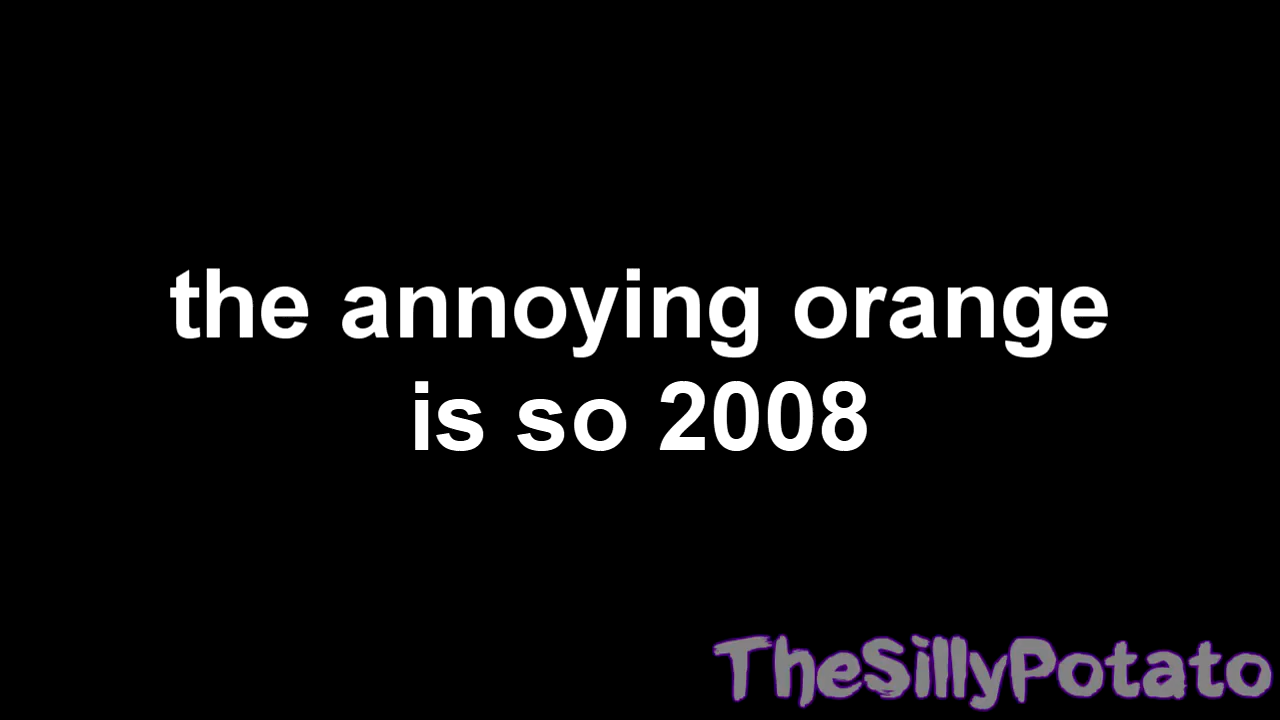 the annoying orange
is so 2008
TheSillyPotato